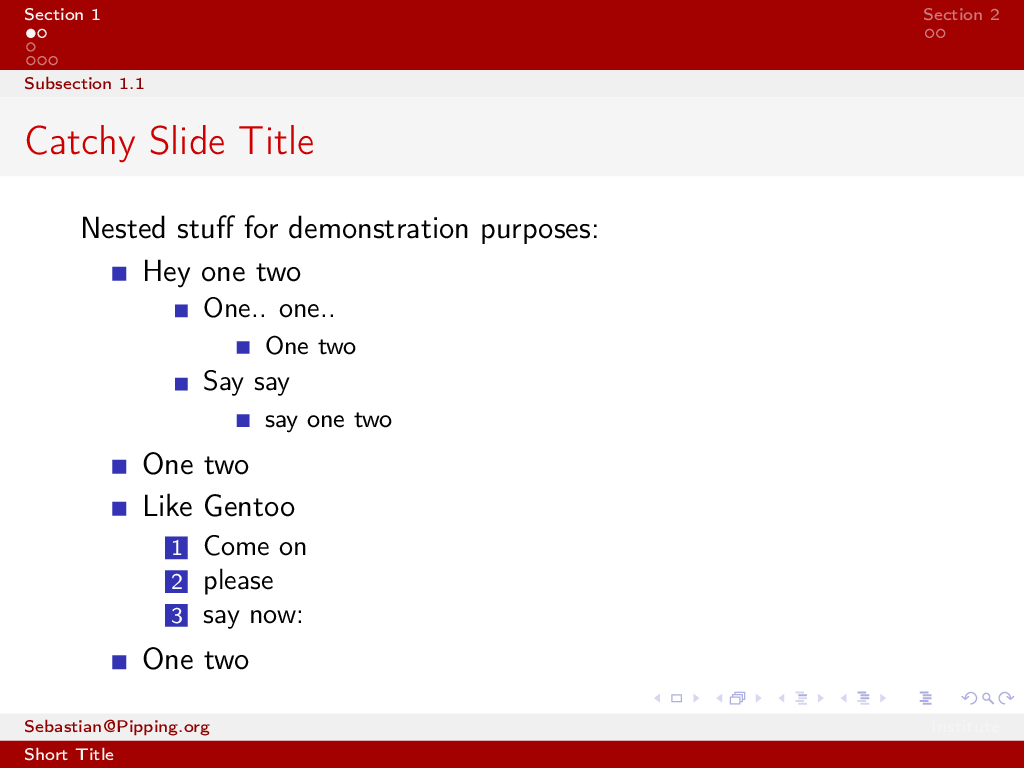 Section 1
Section 2
Subsection 1.1
Catchy Slide Title
Nested stuff for demonstration purposes:
Hey one two
One.. one..
One two
Say say
say one two
One two
Like Gentoo
1 Come on
2 please
3 say now:
One two
Sebastian@Pipping.org
Institute
Short Title